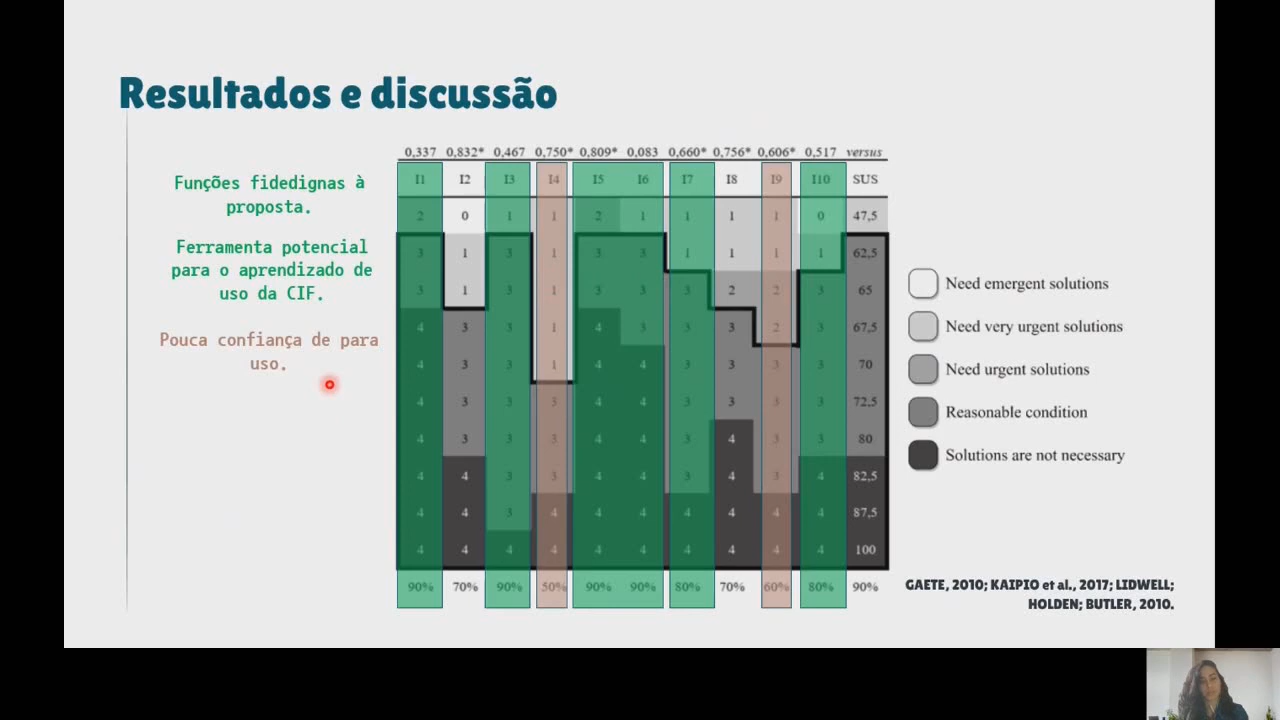 Resultados e discussão
Funções fidedignas à
proposta.
Ferramenta potencial
para o aprendizado de
uso da CIF.
Pouca confiança de para
uso.
0,337 0,832* 0,467 0,750* 0,809* 0,083 0,660* 0,756* 0,606* 0,517 versus
I1 I2 I3 I4 I5 I6 I7 I8 I9 I10 SUS
2 0 1 1 2 1 1 1 1 0 47,5
3 1 3 1 3 3 1 1 1 1 62,5
3 1 3 1 3 3 3 2 2 3 65
4 3 3 1 4 3 3 3 2 3 67,5
4 3 3 1 4 4 3 3 3 3 70
4 3 3 3 4 4 3 3 3 3 72,5
4 3 3 3 4 4 3 4 3 3 80
4 4 3 3 4 4 3 4 3 4 82,5
4 4 3 4 4 4 4 4 4 4 87,5
4 4 4 4 4 4 4 4 4 4 100
90% 70% 90% 50% 90% 90% 80% 70% 60% 80% 90%
Need emergent solutions
Need very urgent solutions
Need urgent solutions
Reasonable condition
Solutions are not necessary
GAETE, 2010; KAIPIO et al., 2017; LIDWELL;
HOLDEN; BUTLER, 2010.